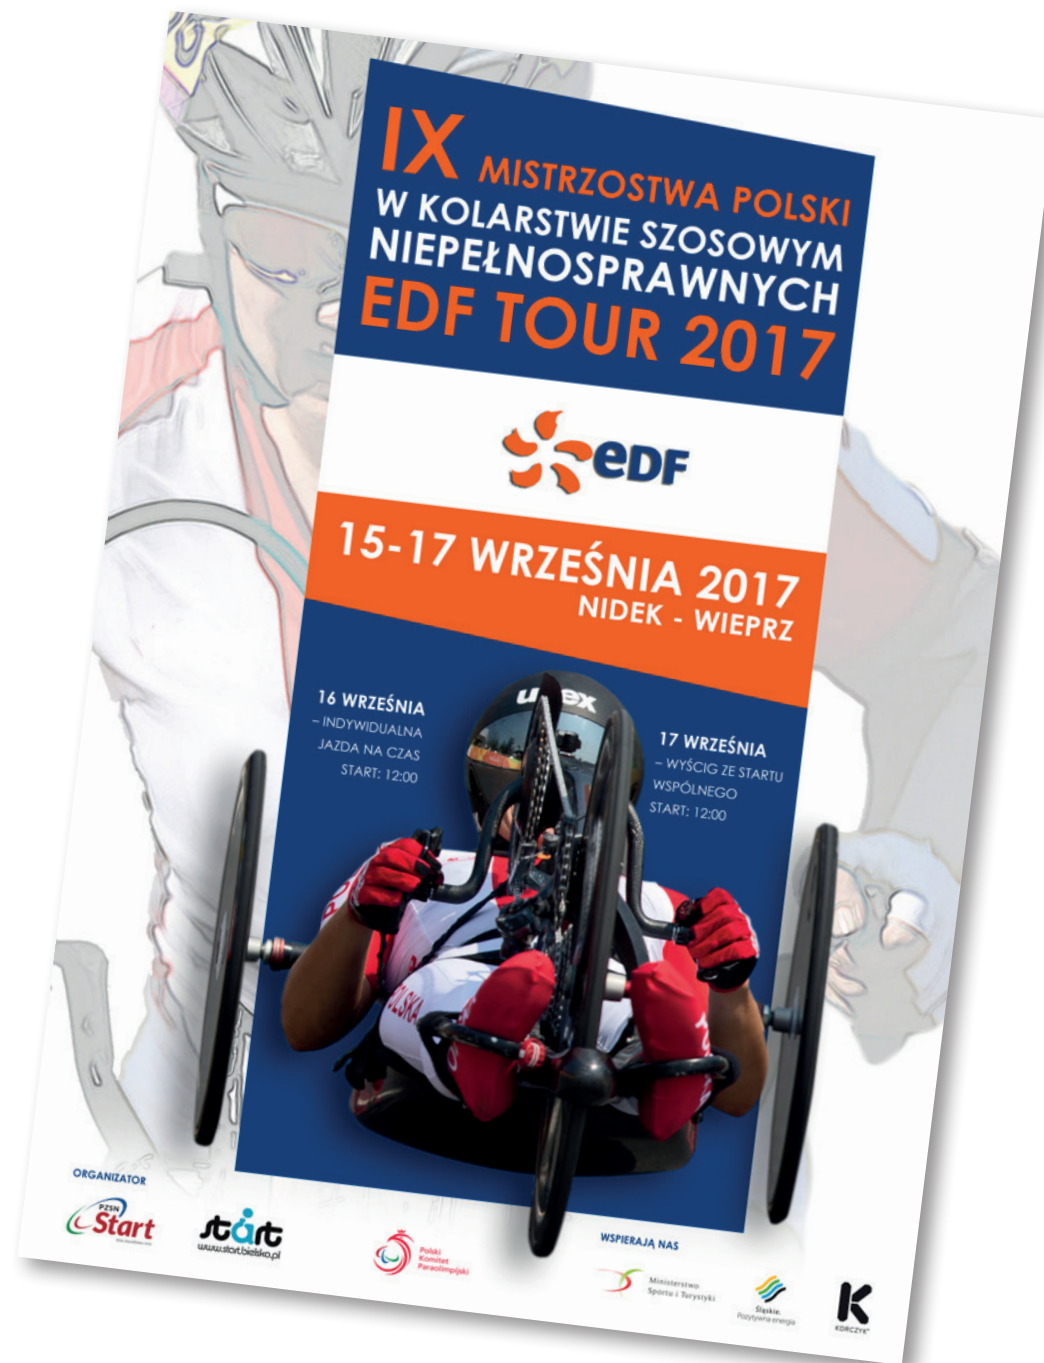 IX MISTRZOSTWA POLSKI
W KOLARSTWIE SZOSOWYM
NIEPEŁNOSPRAWNYCH
EDF TOUR 2017
eDF
15-17 WRZEŚNIA 2017
NIDEK - WIEPRZ
16 WRZEŚNIA
– INDYWIDUALNA
JAZDA NA CZAS
START: 12:00
17 WRZEŚNIA
– WYŚCIG ZE STARTU
WSPÓLNEGO
START: 12:00
POLSKA
ORGANIZATOR
PZSN
Start
start
www.start.bielsko.pl
Polski
Komitet
Paraolimpijski
WSPIERAJĄ NAS
Ministerstwo
Sportu i Turystyki
Śląskie.
Pozytywna energia
K
KORCZYK